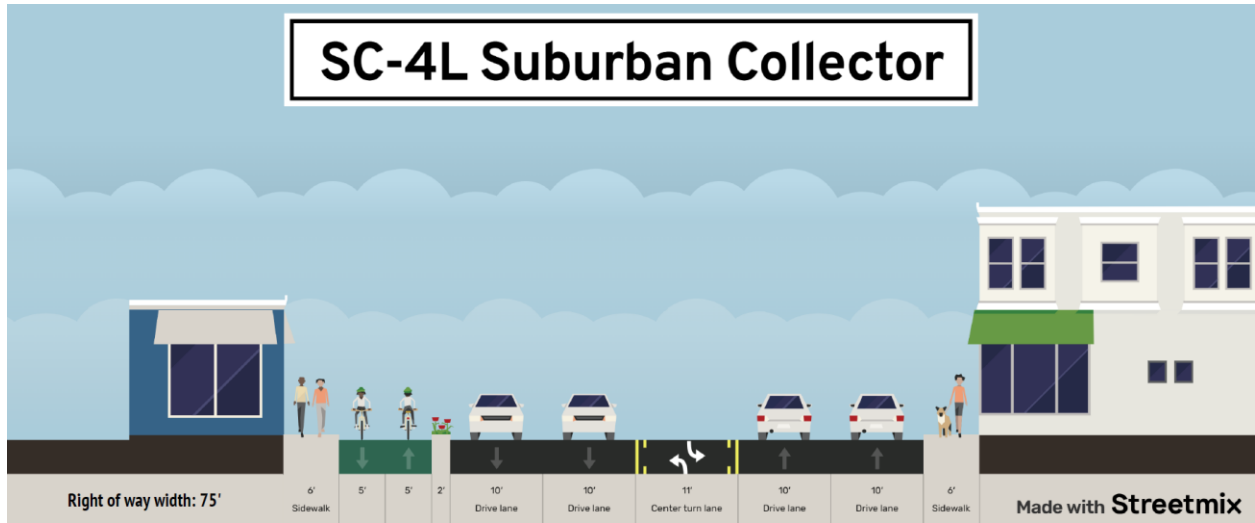 SC-4L Suburban Collector
Right of way width: 75'
6'
Sidewalk
5'
5'
2'
10'
Drive lane
10'
Drive lane
11'
Center turn lane
10'
Drive lane
10'
Drive lane
6'
Sidewalk
Made with Streetmix